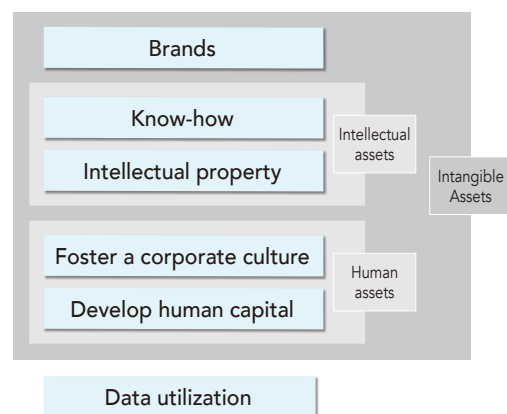 Brands
Know-how
Intellectual property
Intellectual
assets
Intangible
Assets
Foster a corporate culture
Develop human capital
Human
assets
Data utilization